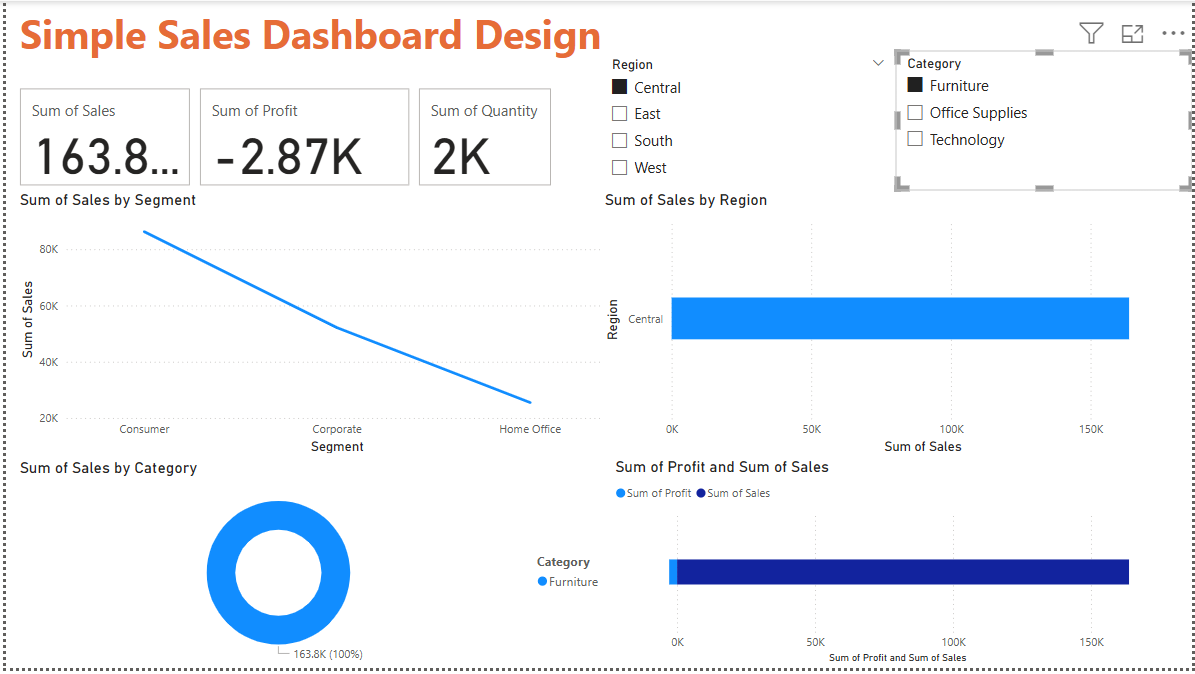 Simple Sales Dashboard Design
Region
Central
East
South
West
Category
Furniture
Office Supplies
Technology
Sum of Sales
163.8...
Sum of Profit
-2.87K
Sum of Quantity
2K
Sum of Sales by Segment
Sum of Sales
80K
60K
40K
20K
Consumer Corporate Home Office
Segment
Sum of Sales by Region
Region
Central
0K 50K 100K 150K
Sum of Sales
Sum of Sales by Category
163.8K (100%)
Category
Furniture
Sum of Profit and Sum of Sales
Sum of Profit Sum of Sales
0K 50K 100K 150K
Sum of Profit and Sum of Sales